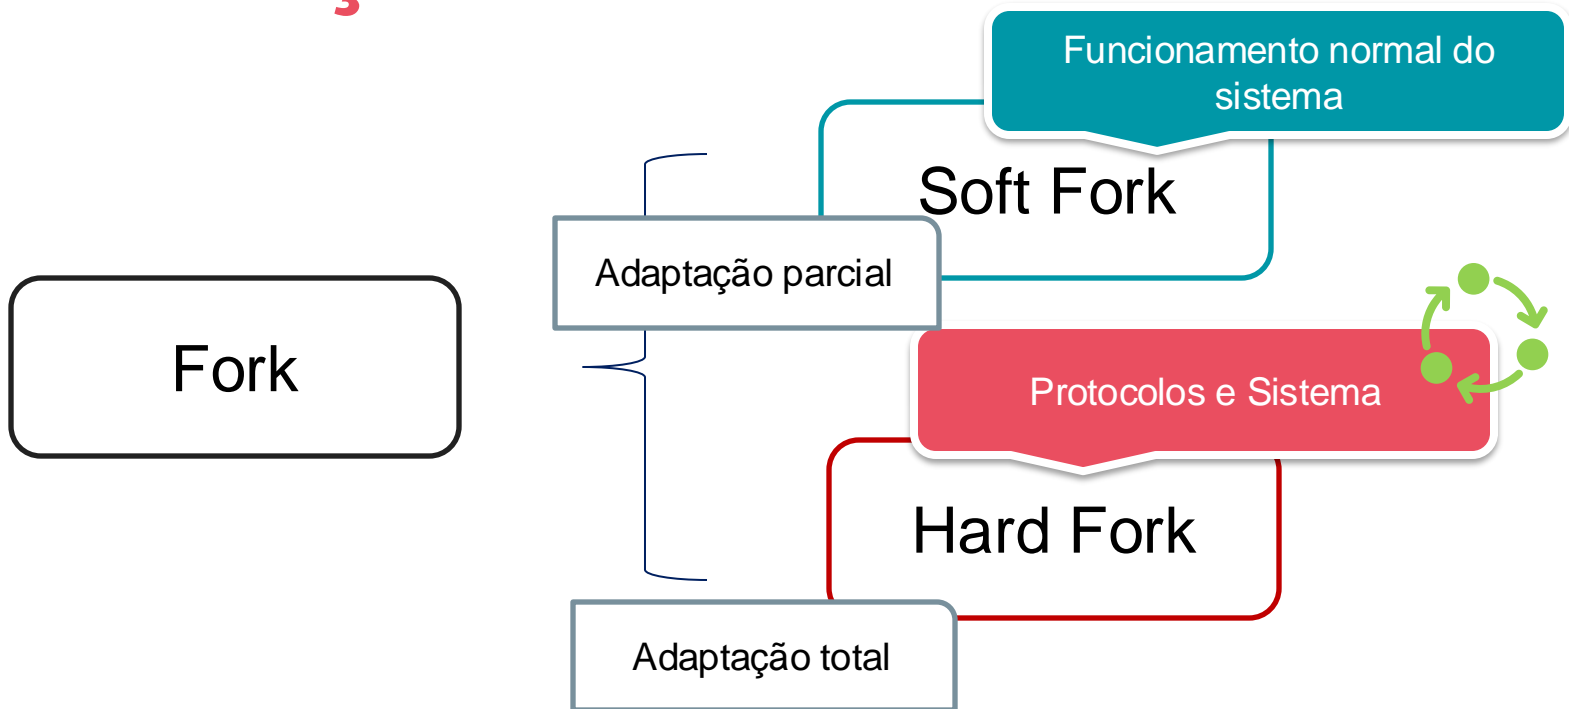 Funcionamento normal do
sistema
Soft Fork
Adaptação parcial
Fork
Protocolos e Sistema
Hard Fork
Adaptação total